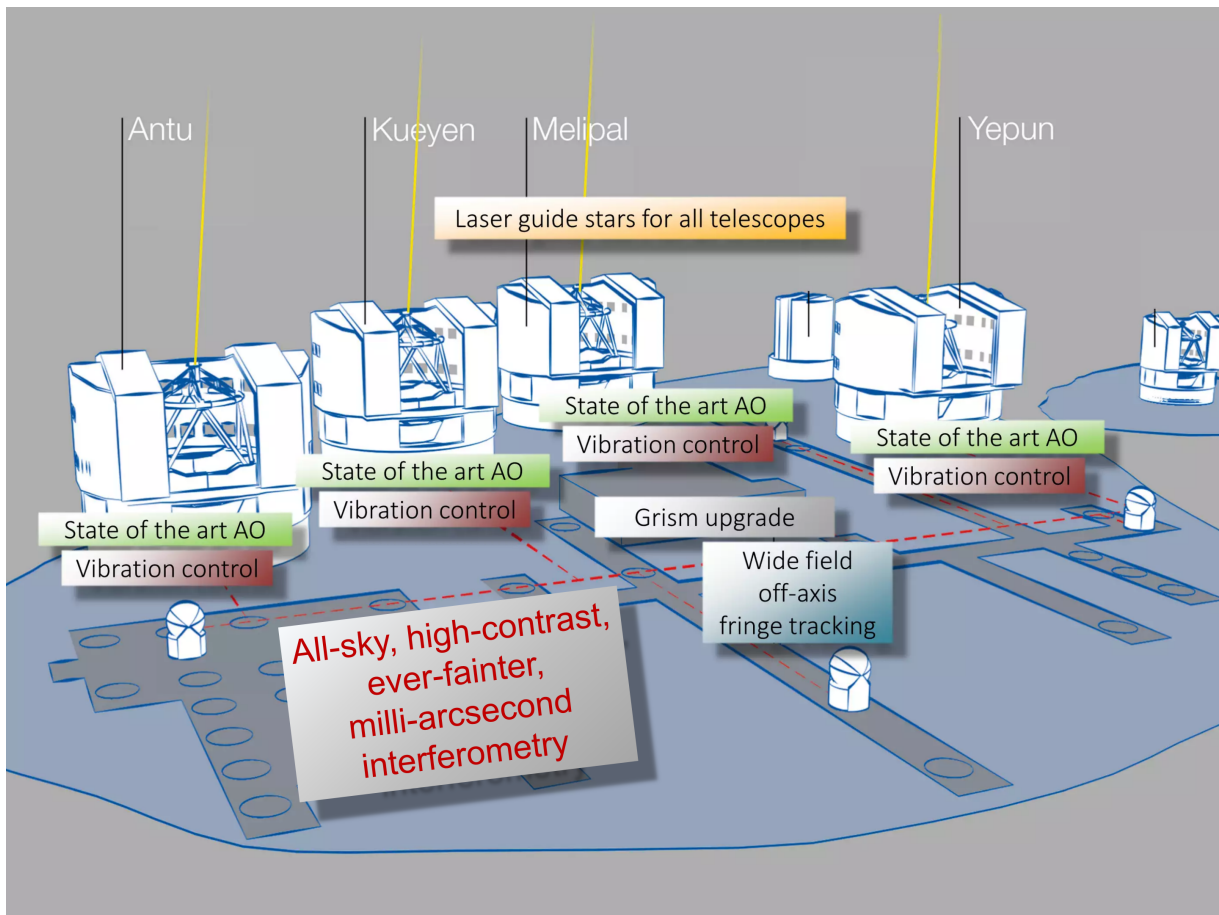 Antu
Kueyen
Melipal
Yepun
Laser guide stars for all telescopes
State of the art AO
Vibration control
State of the art AO
Vibration control
State of the art AO
Vibration control
State of the art AO
Vibration control
Grism upgrade
Wide field
off-axis
fringe tracking
All-sky, high-contrast,
ever-fainter,
milli-arcsecond
interferometry